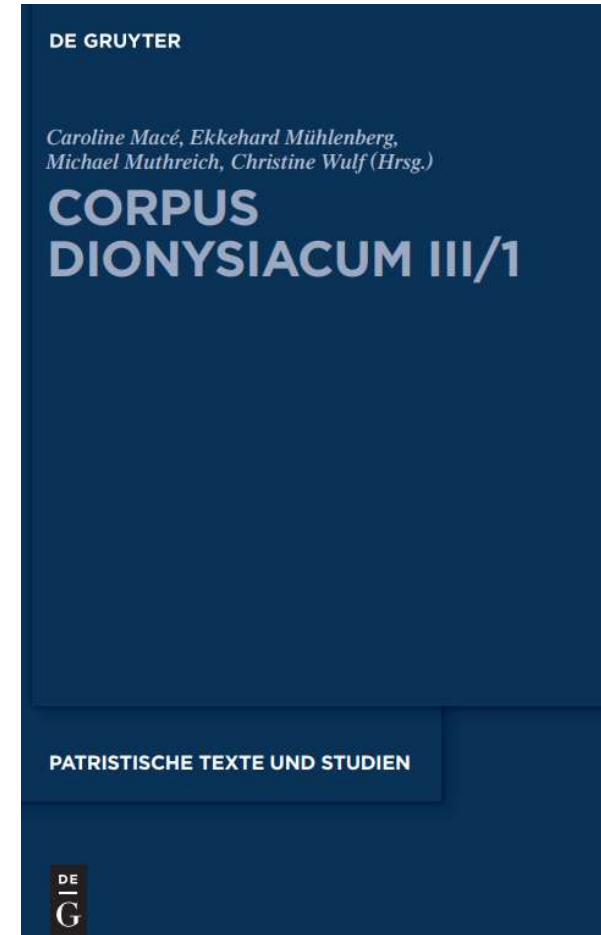 DE GRUYTER
Caroline Macé, Ekkehard Mühlenberg,
Michael Muthreich, Christine Wulf (Hrsg.)
CORPUS
DIONYSIACUM III/1
PATRISTISCHE TEXTE UND STUDIEN
DE
G